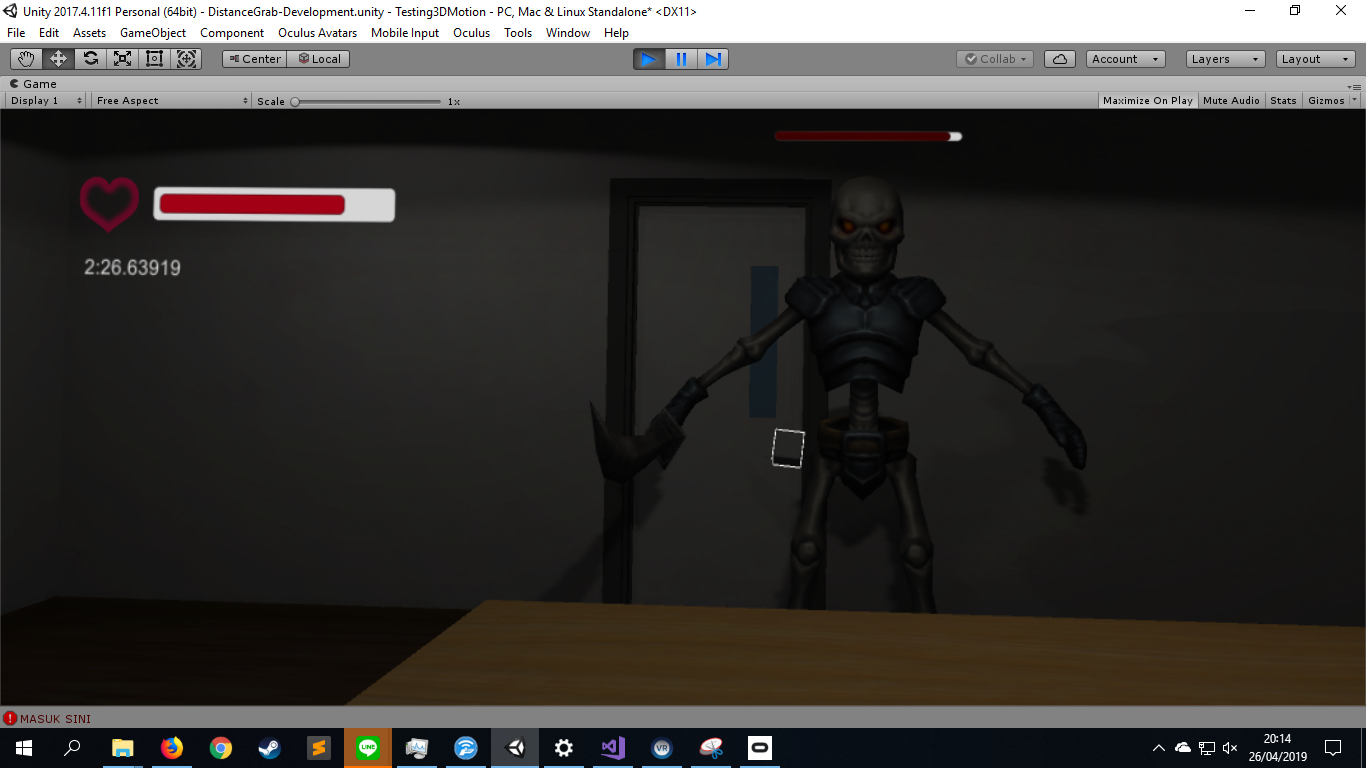 Unity 2017.4.11f1 Personal (64bit) - DistanceGrab-Development.unity - Testing3DMotion - PC, Mac & Linux Standalone* <DX11>
File Edit Assets GameObject Component Oculus Avatars Mobile Input Oculus Tools Window Help
Center Local Collab Account Layers Layout
Game
Display 1 Free Aspect Scale 1x Maximize On Play Mute Audio Stats Gizmos
2:26.63919
MASUK SINI
LINE VR 20:14
26/04/2019